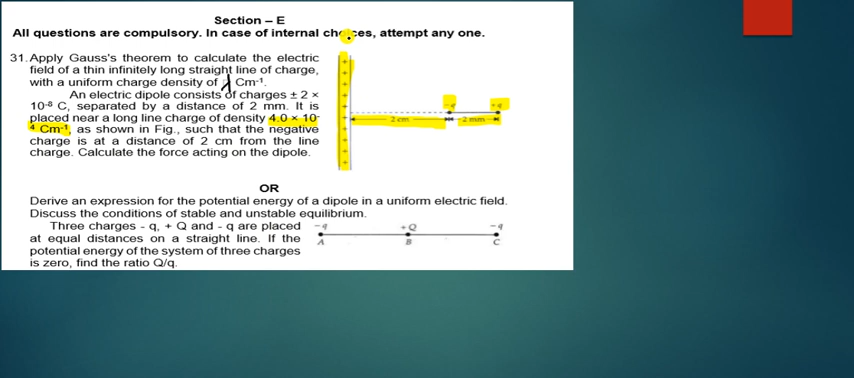 Section – E
All questions are compulsory. In case of internal choices, attempt any one.
31. Apply Gauss's theorem to calculate the electric
field of a thin infinitely long straight line of charge,
with a uniform charge density of λ Cm-1.
An electric dipole consists of charges ± 2 ×
10-8 C, separated by a distance of 2 mm. It is
placed near a long line charge of density 4.0 × 10-
4 Cm-1, as shown in Fig., such that the negative
charge is at a distance of 2 cm from the line
charge. Calculate the force acting on the dipole.
-q +q
2 cm 2 mm
OR
Derive an expression for the potential energy of a dipole in a uniform electric field.
Discuss the conditions of stable and unstable equilibrium.
Three charges - q, + Q and - q are placed
at equal distances on a straight line. If the
potential energy of the system of three charges
is zero, find the ratio Q/q.
-q +Q -q
A B C